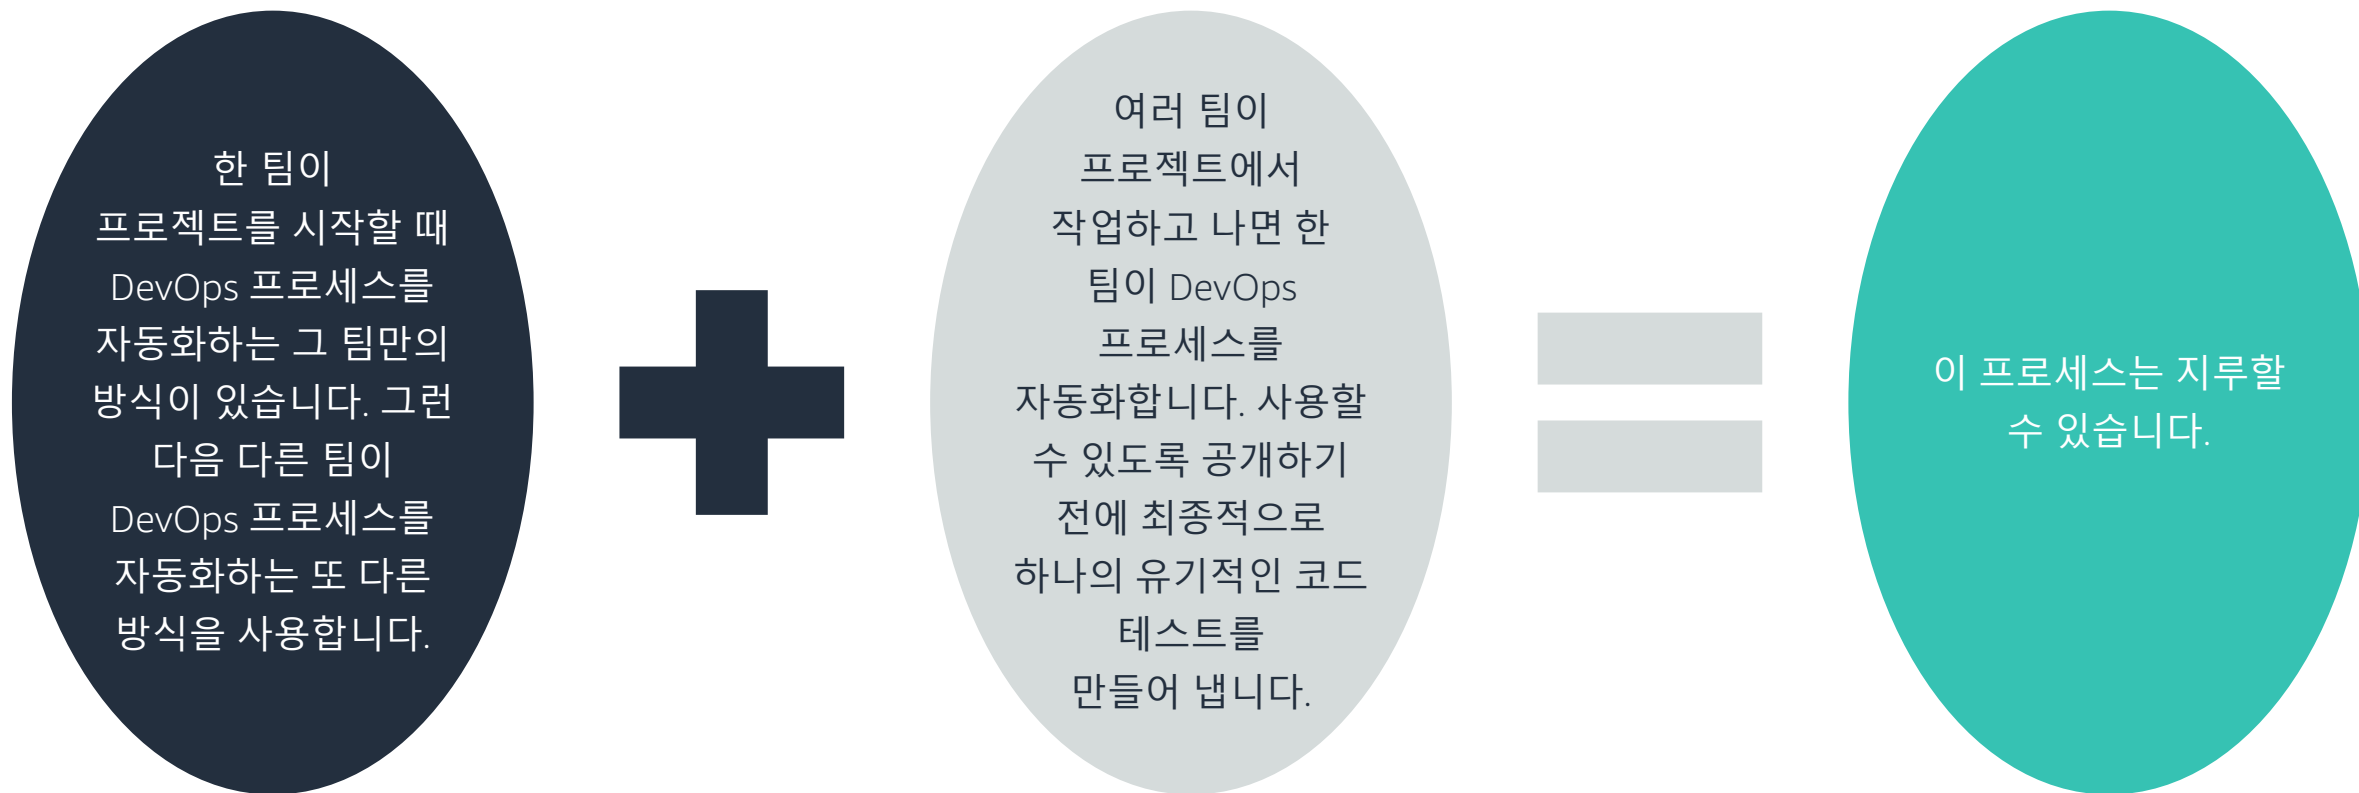 한 팀이
프로젝트를 시작할 때
DevOps 프로세스를
자동화하는 그 팀만의
방식이 있습니다. 그런
다음 다른 팀이
DevOps 프로세스를
자동화하는 또 다른
방식을 사용합니다.
여러 팀이
프로젝트에서
작업하고 나면 한
팀이 DevOps
프로세스를
자동화합니다. 사용할
수 있도록 공개하기
전에 최종적으로
하나의 유기적인 코드
테스트를
만들어 냅니다.
이 프로세스는 지루할
수 있습니다.